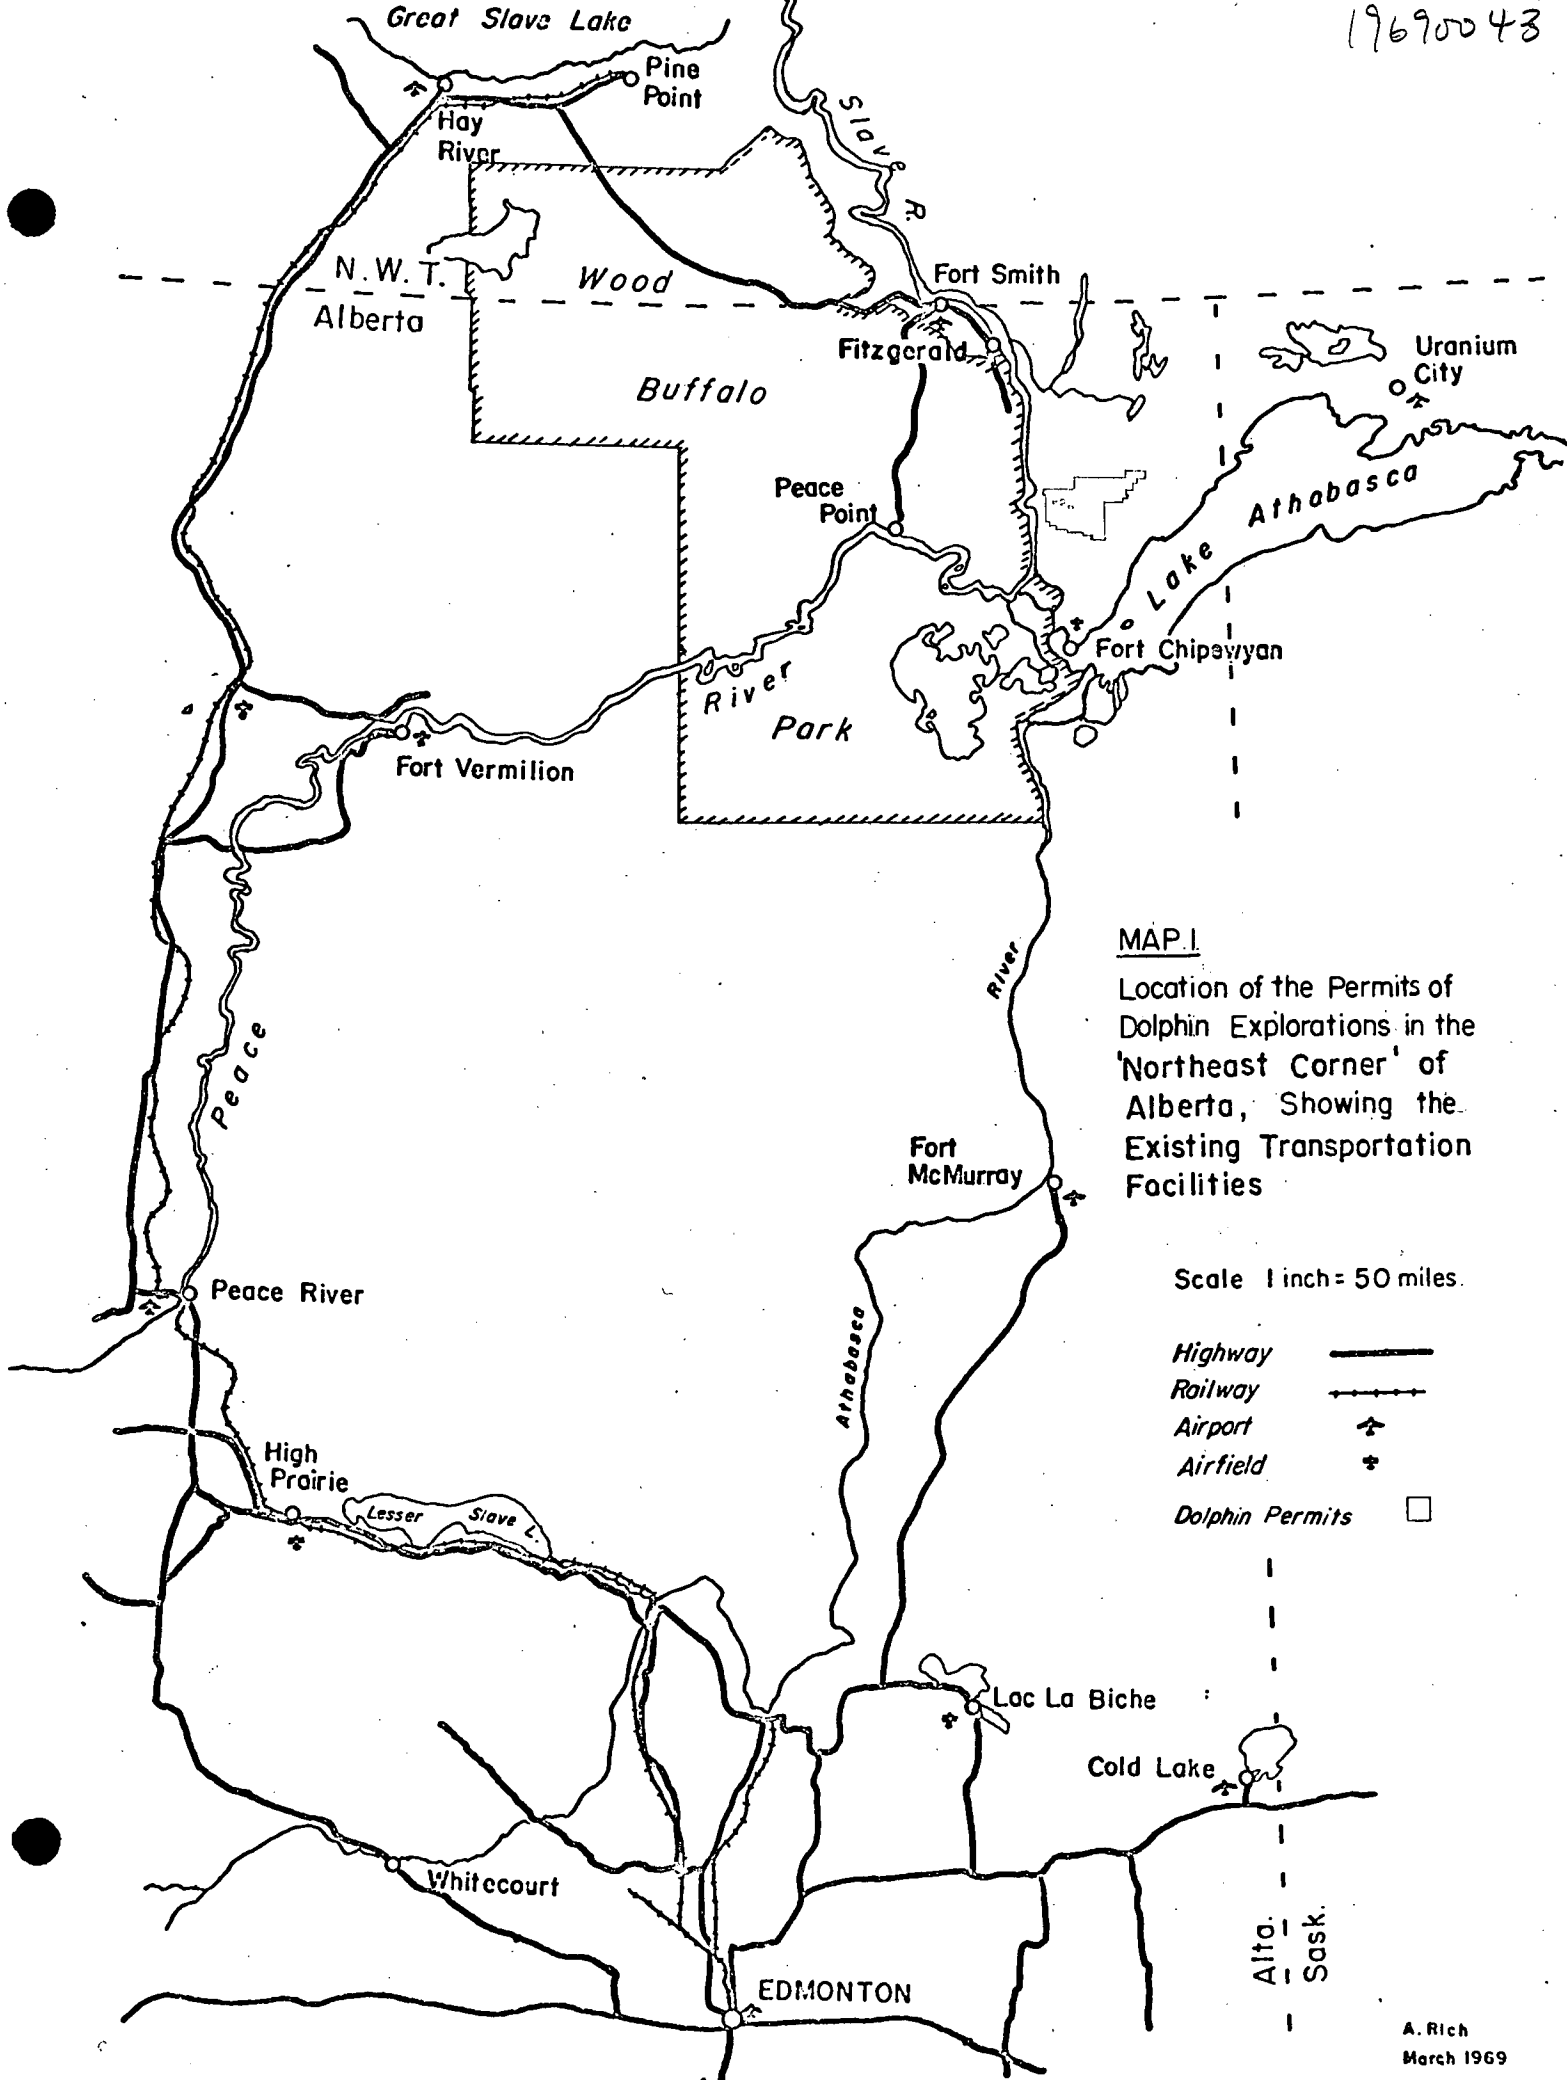 19690043
Great Slave Lake
Pine
Point
Hay
River
Slave R.
N.W.T.
Alberta
Wood
Fort Smith
Fitzgerald
Uranium
City
Buffalo
Peace
Point
Lake Athabasca
Fort Chipewyan
River
Park
Fort Vermilion
Peace
River
MAP.1.
Location of the Permits of
Dolphin Explorations in the
'Northeast Corner' of
Alberta, Showing the
Existing Transportation
Facilities
Fort
McMurray
Peace River
Scale 1 inch = 50 miles.
Athabasca
Highway
Railway
Airport
Airfield
Dolphin Permits
High
Prairie
Lesser Slave L.
Lac La Biche
Cold Lake
Whitecourt
Alta.
Sask.
EDMONTON
A. Rich
March 1969